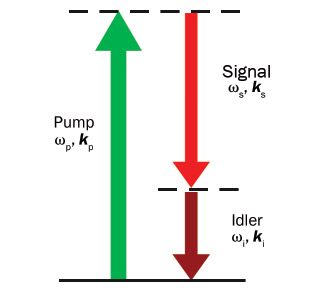 Signal
ωs, ks
Pump
ωp, kp
Idler
ωi, ki